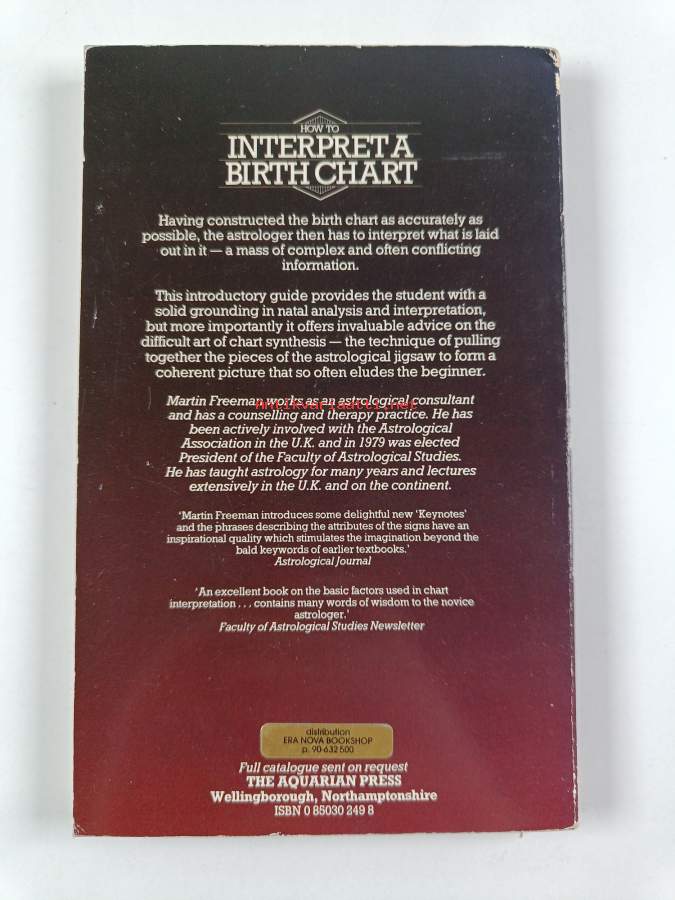 HOW TO
INTERPRET A
BIRTH CHART
Having constructed the birth chart as accurately as
possible, the astrologer then has to interpret what is laid
out in it — a mass of complex and often conflicting
information.
This introductory guide provides the student with a
solid grounding in natal analysis and interpretation,
but more importantly it offers invaluable advice on the
difficult art of chart synthesis — the technique of pulling
together the pieces of the astrological jigsaw to form a
coherent picture that so often eludes the beginner.
Martin Freeman works as an astrological consultant
Antikvariaatti.net
and has a counselling and therapy practice. He has
been actively involved with the Astrological
Association in the U.K. and in 1979 was elected
President of the Faculty of Astrological Studies.
He has taught astrology for many years and lectures
extensively in the U.K. and on the continent.
'Martin Freeman introduces some delightful new 'Keynotes'
and the phrases describing the attributes of the signs have an
inspirational quality which stimulates the imagination beyond the
bald keywords of earlier textbooks.'
Astrological Journal
'An excellent book on the basic factors used in chart
interpretation . . . contains many words of wisdom to the novice
astrologer.'
Faculty of Astrological Studies Newsletter
distribution
ERA NOVA BOOKSHOP
p. 90-632 500
Full catalogue sent on request
THE AQUARIAN PRESS
Wellingborough, Northamptonshire
ISBN 0 85030 249 8